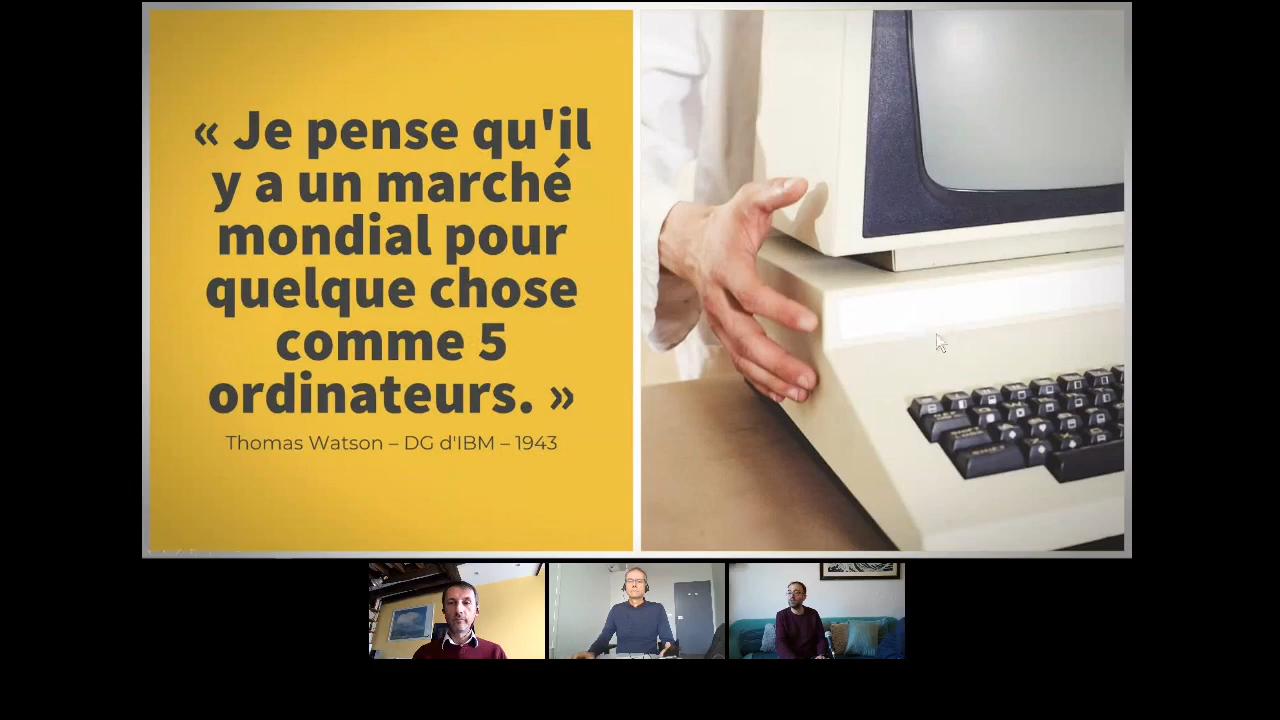 « Je pense qu'il
y a un marché
mondial pour
quelque chose
comme 5
ordinateurs. »
Thomas Watson – DG d'IBM – 1943